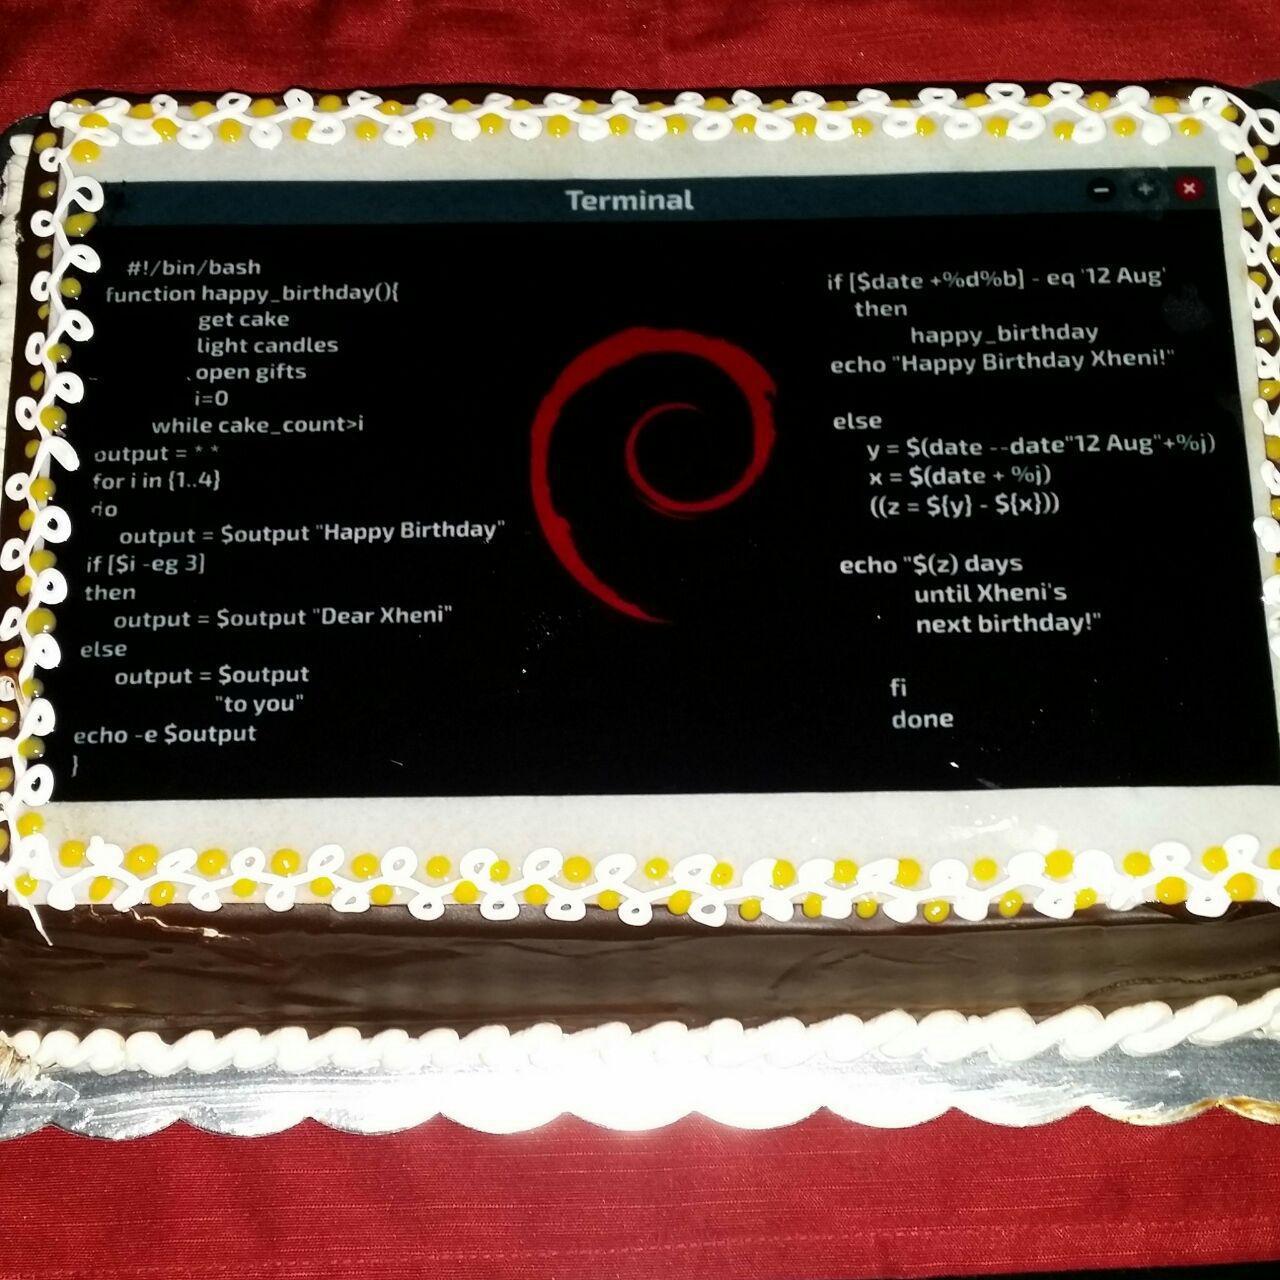 Terminal
#!/bin/bash
function happy_birthday(){
get cake
light candles
open gifts
i=0
while cake_count>i
output = * *
for i in {1..4}
do
output = $output "Happy Birthday"
if [$i -eg 3]
then
output = $output "Dear Xheni"
else
output = $output
"to you"
echo -e $output
}
if [$date +%d%b] - eq '12 Aug'
then
happy_birthday
echo "Happy Birthday Xheni!"
else
y = $(date --date"12 Aug"+%j)
x = $(date + %j)
((z = ${y} - ${x}))
echo "$(z) days
until Xheni's
next birthday!"
fi
done